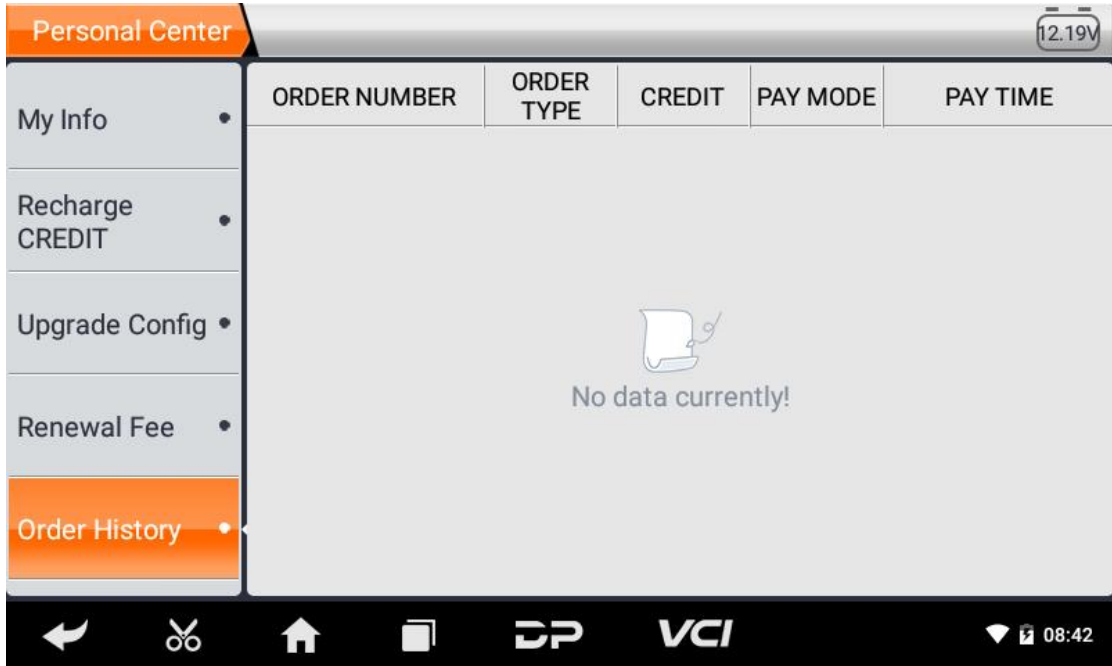 Personal Center
12.19V
My Info
Recharge
CREDIT
Upgrade Config
Renewal Fee
Order History
ORDER NUMBER
ORDER
TYPE
CREDIT
PAY MODE
PAY TIME
No data currently!
DP
VCI
08:42